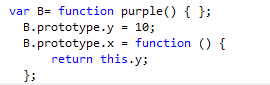 var B= function purple() { };
  B.prototype.y = 10;
  B.prototype.x = function () {
      return this.y;
  };